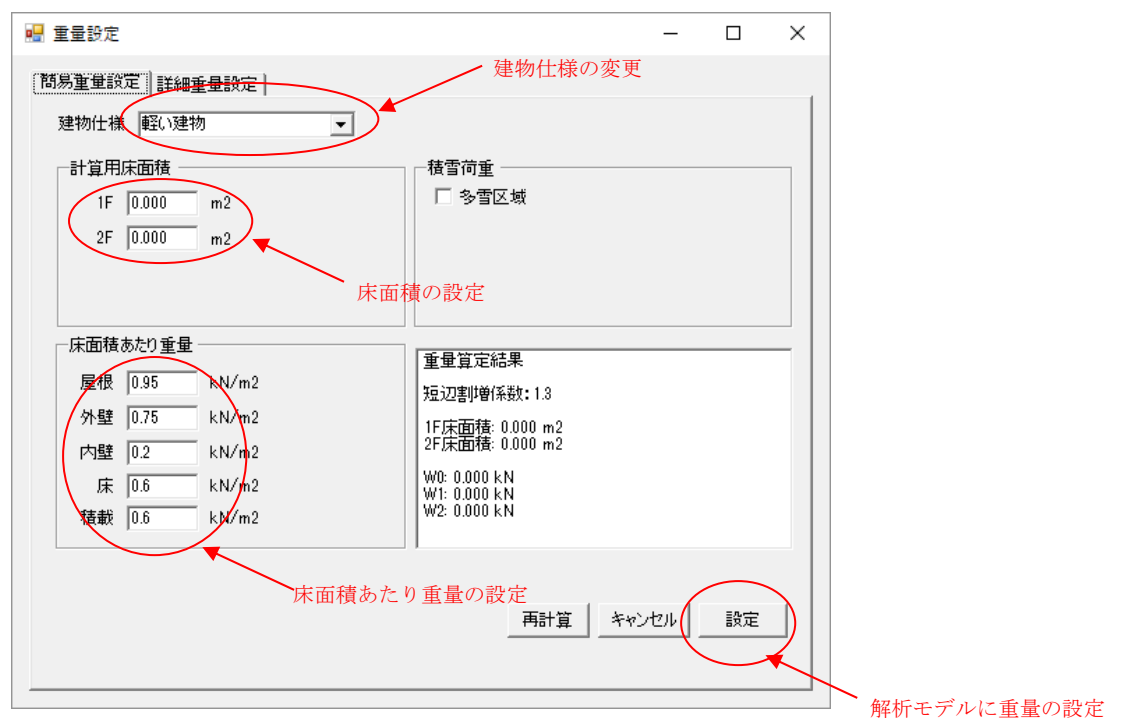 重量設定
建物仕様の変更
簡易重量設定 詳細重量設定
建物仕様 軽い建物
計算用床面積
1F 0.000 m2
2F 0.000 m2
床面積の設定
積雪荷重
多雪区域
床面積あたり重量
屋根 0.95 kN/m2
外壁 0.75 kN/m2
内壁 0.2 kN/m2
床 0.6 kN/m2
積載 0.6 kN/m2
床面積あたり重量の設定
重量算定結果
短辺割増係数: 1.3
1F床面積: 0.000 m2
2F床面積: 0.000 m2
W0: 0.000 kN
W1: 0.000 kN
W2: 0.000 kN
再計算 キャンセル 設定
解析モデルに重量の設定